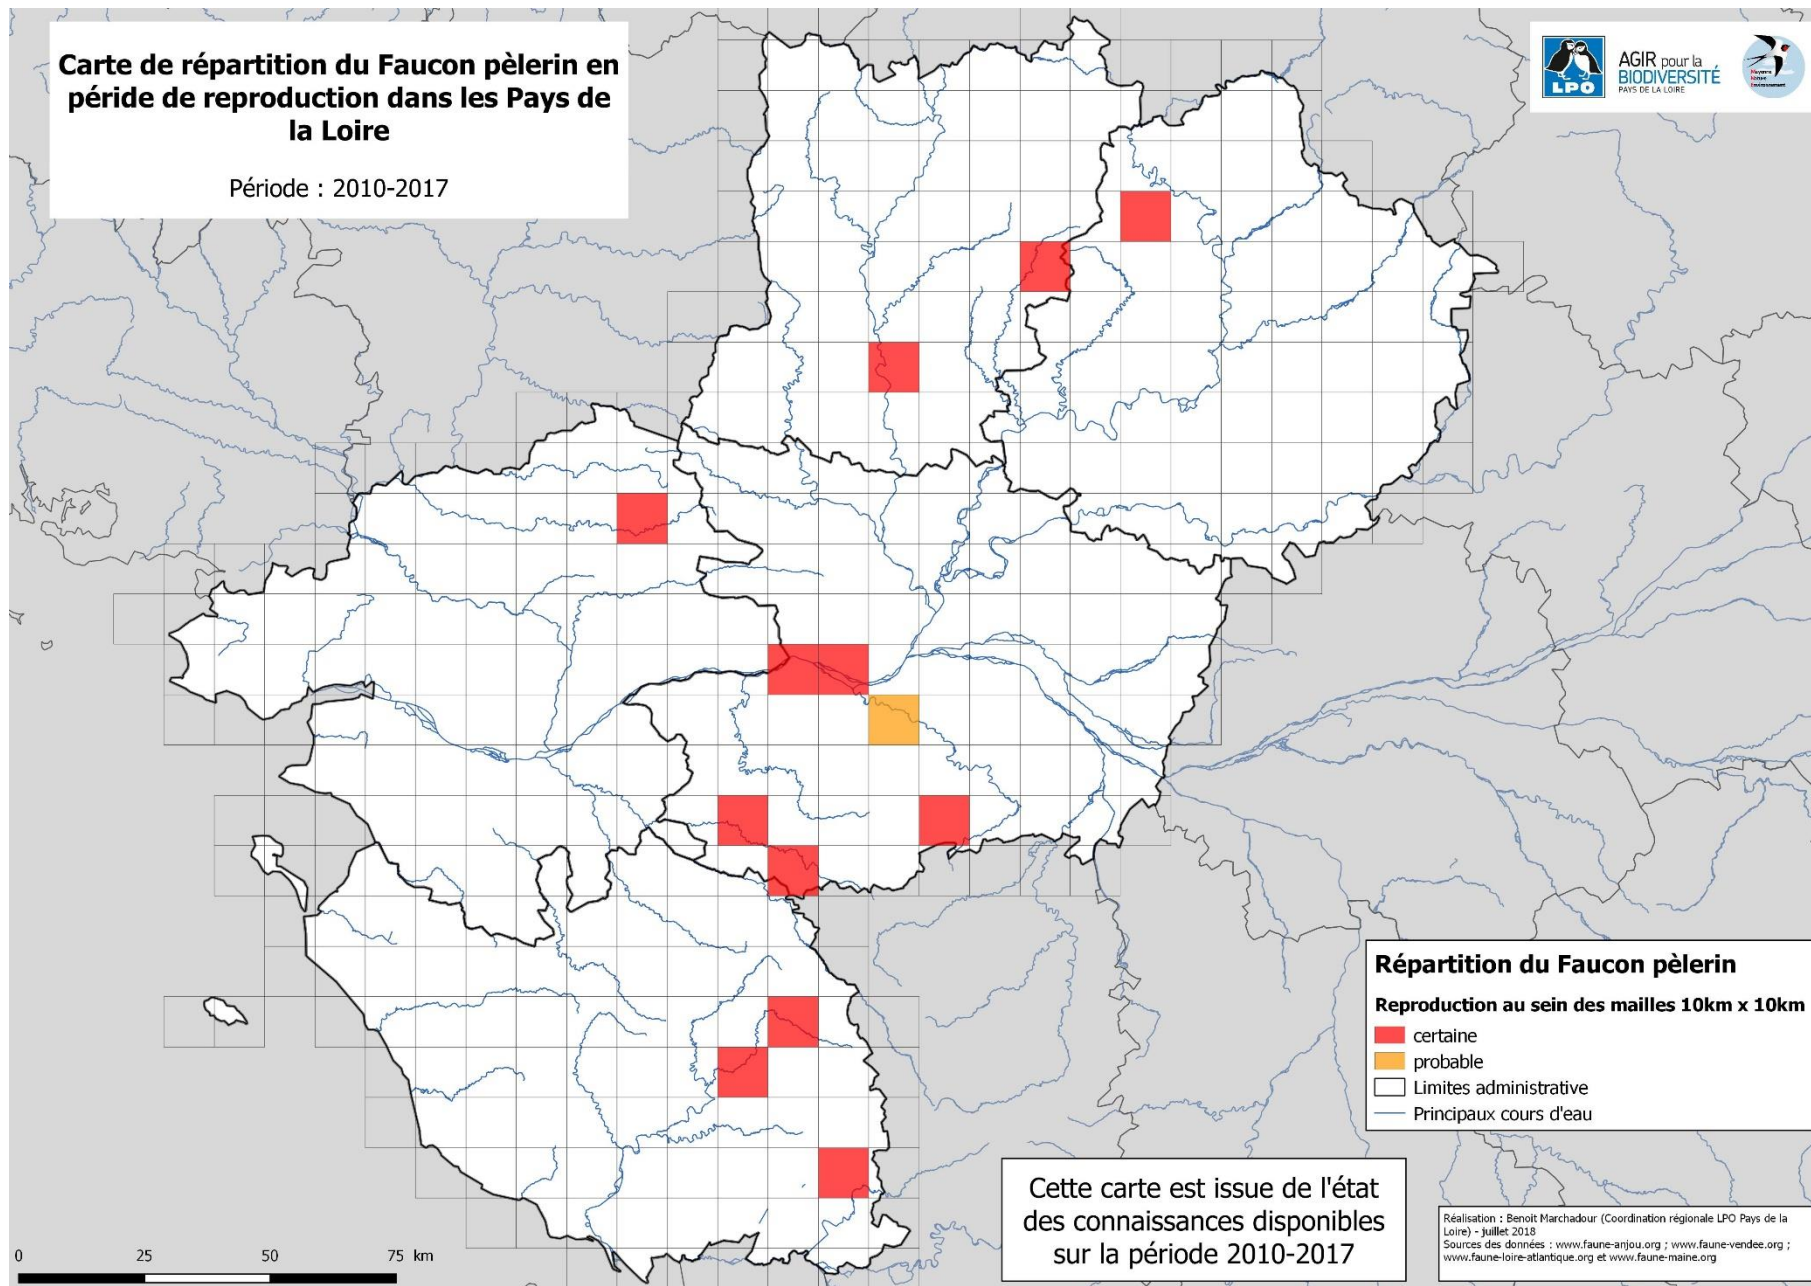 Carte de répartition du Faucon pèlerin en
péride de reproduction dans les Pays de
la Loire
Période : 2010-2017
LPO
AGIR pour la
BIODIVERSITÉ
PAYS DE LA LOIRE
Mayenne
Nature
Environnement
Répartition du Faucon pèlerin
Reproduction au sein des mailles 10km x 10km
certaine
probable
Limites administrative
Principaux cours d'eau
Cette carte est issue de l'état
des connaissances disponibles
sur la période 2010-2017
Réalisation : Benoit Marchadour (Coordination régionale LPO Pays de la
Loire) - juillet 2018
Sources des données : www.faune-anjou.org ; www.faune-vendee.org ;
www.faune-loire-atlantique.org et www.faune-maine.org
0 25 50 75 km